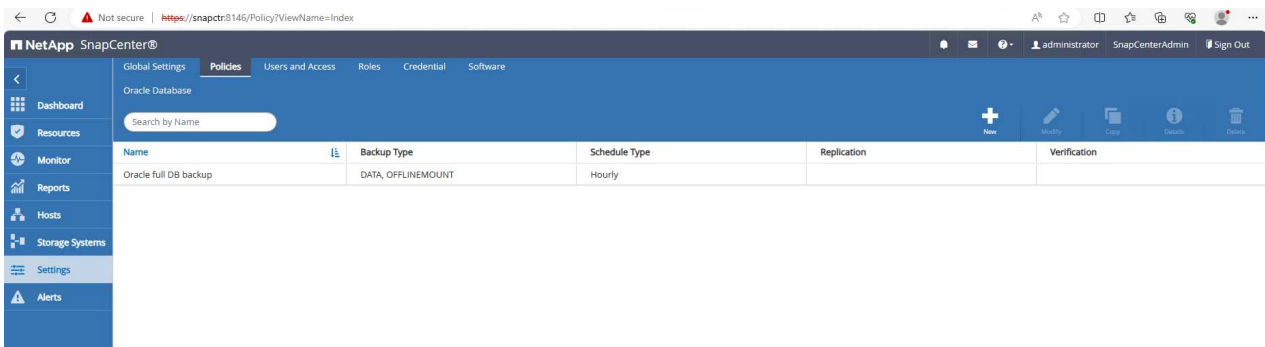 Not secure | https://snapctr:8146/Policy?ViewName=Index
NetApp SnapCenter®
administrator SnapCenterAdmin Sign Out
Global Settings Policies Users and Access Roles Credential Software
Oracle Database
Search by Name
New Modify Copy Details Delete
Dashboard
Resources
Monitor
Reports
Hosts
Storage Systems
Settings
Alerts
Name Backup Type Schedule Type Replication Verification
Oracle full DB backup DATA, OFFLINEMOUNT Hourly